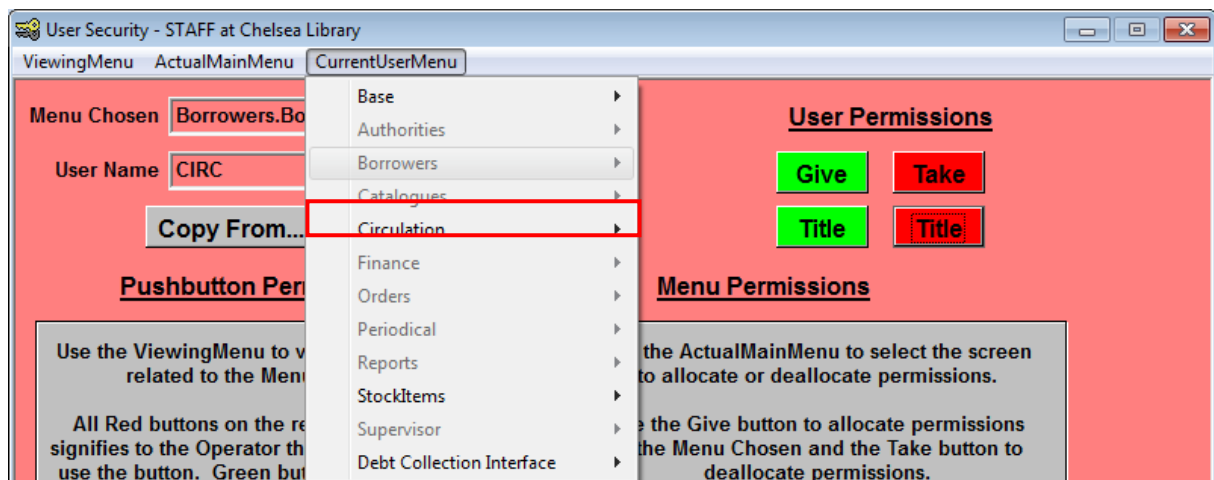 User Security - STAFF at Chelsea Library
ViewingMenu ActualMainMenu CurrentUserMenu
Menu Chosen Borrowers.Bo
User Name CIRC
Copy From...
Pushbutton Per
Use the ViewingMenu to v
related to the Men
All Red buttons on the re
signifies to the Operator th
use the button. Green but
Base
Authorities
Borrowers
Catalogues
Circulation
Finance
Orders
Periodical
Reports
StockItems
Supervisor
Debt Collection Interface
User Permissions
Give Take
Title Title
Menu Permissions
the ActualMainMenu to select the screen
to allocate or deallocate permissions.
the Give button to allocate permissions
the Menu Chosen and the Take button to
deallocate permissions.